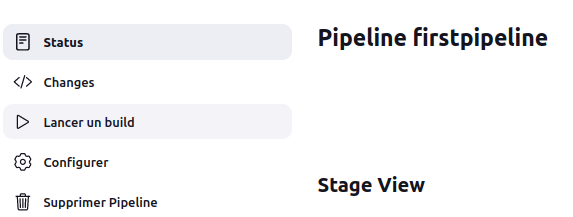 Status
Changes
Lancer un build
Configurer
Supprimer Pipeline
Pipeline firstpipeline
Stage View